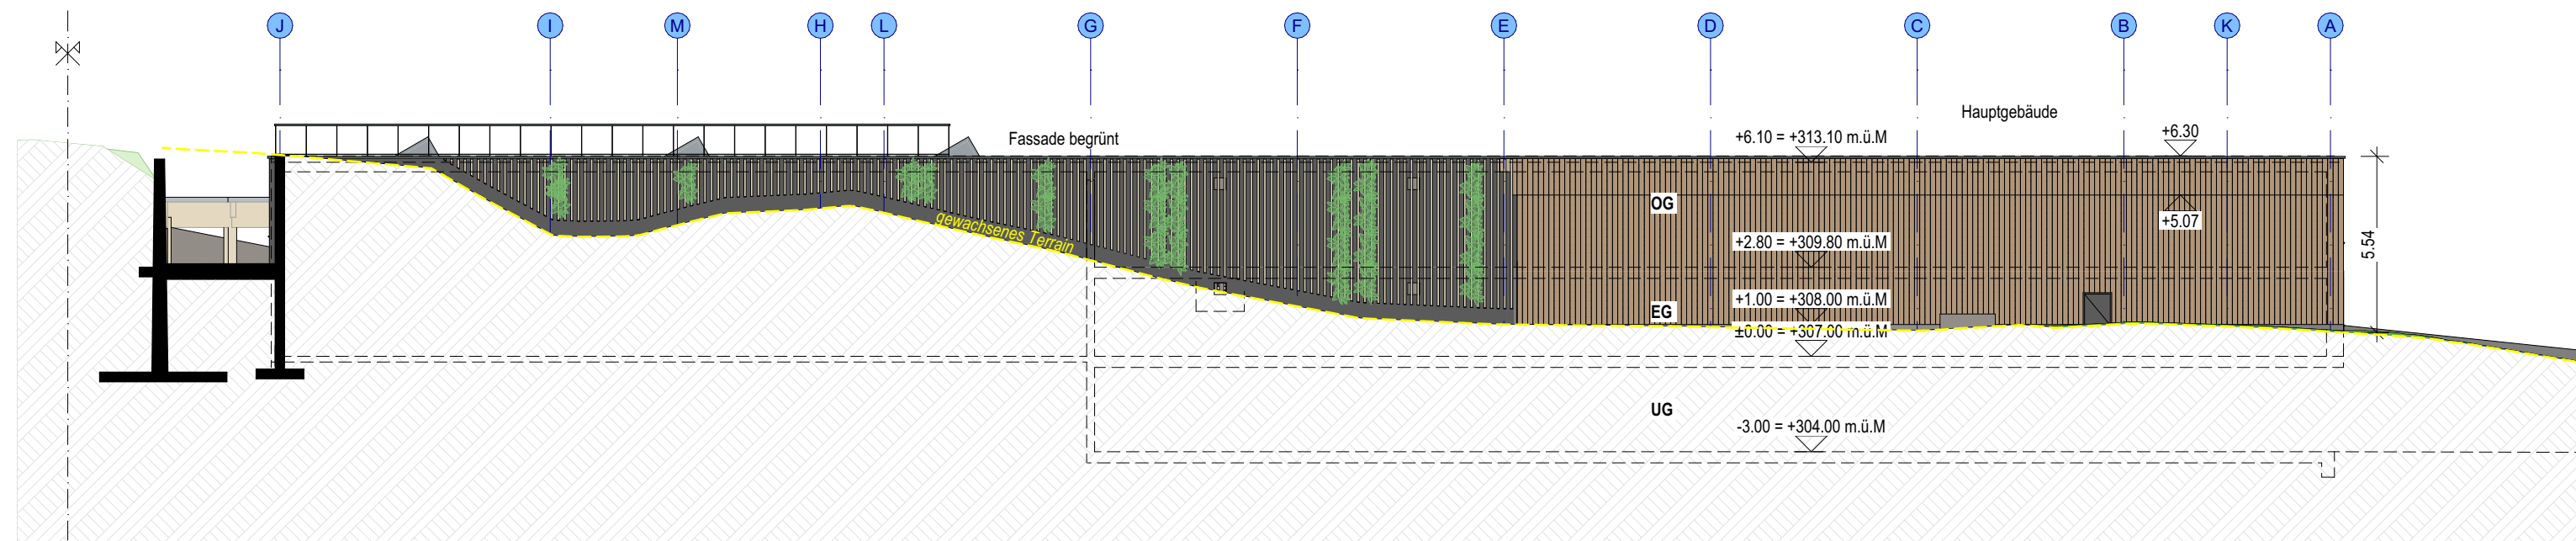 J I M H L G F E D C B K A
Hauptgebäude
Fassade begrünt
+6.10 = +313.10 m.ü.M
+6.30
OG
+5.07
gewachsenes Terrain
+2.80 = +309.80 m.ü.M
5.54
+1.00 = +308.00 m.ü.M
EG
±0.00 = +307.00 m.ü.M
UG
-3.00 = +304.00 m.ü.M